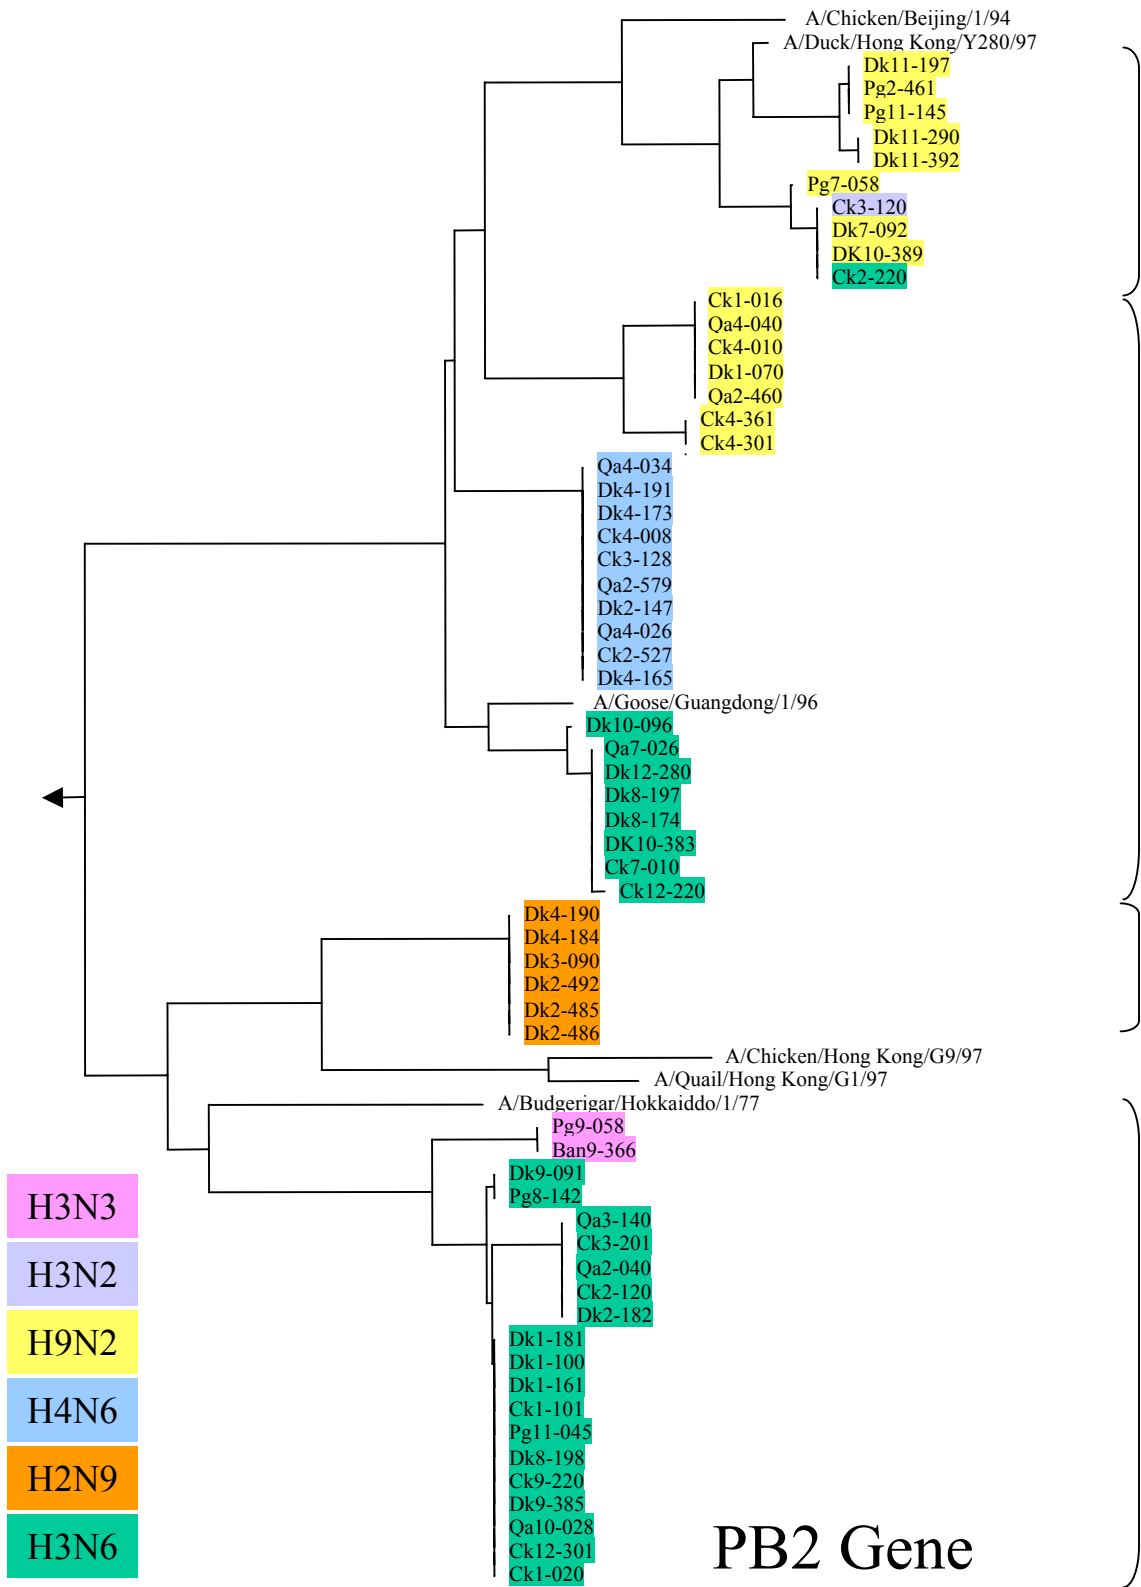 A/Chicken/Beijing/1/94
A/Duck/Hong Kong/Y280/97
Dk11-197
Pg2-461
Pg11-145
Dk11-290
Dk11-392
Pg7-058
Ck3-120
Dk7-092
DK10-389
Ck2-220
Ck1-016
Qa4-040
Ck4-010
Dk1-070
Qa2-460
Ck4-361
Ck4-301
Qa4-034
Dk4-191
Dk4-173
Ck4-008
Ck3-128
Qa2-579
Dk2-147
Qa4-026
Ck2-527
Dk4-165
A/Goose/Guangdong/1/96
Dk10-096
Qa7-026
Dk12-280
Dk8-197
Dk8-174
DK10-383
Ck7-010
Ck12-220
Dk4-190
Dk4-184
Dk3-090
Dk2-492
Dk2-485
Dk2-486
A/Chicken/Hong Kong/G9/97
A/Quail/Hong Kong/G1/97
A/Budgerigar/Hokkaiddo/1/77
Pg9-058
Ban9-366
Dk9-091
Pg8-142
Qa3-140
Ck3-201
Qa2-040
Ck2-120
Dk2-182
Dk1-181
Dk1-100
Dk1-161
Ck1-101
Pg11-045
Dk8-198
Ck9-220
Dk9-385
Qa10-028
Ck12-301
Ck1-020
H3N3
H3N2
H9N2
H4N6
H2N9
H3N6
PB2 Gene